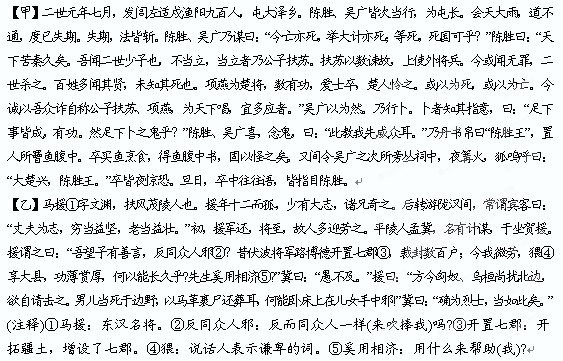 【甲】二世元年七月，发闾左适戍渔阳九百人，屯大泽乡。陈胜、吴广皆次当行，为屯长。会天大雨，道不
通，度已失期。失期，法皆斩。陈胜、吴广乃谋曰：“今亡亦死，举大计亦死；等死，死国可乎？”陈胜曰：“天
下苦秦久矣。吾闻二世少子也，不当立，当立者乃公子扶苏。扶苏以数谏故，上使外将兵。今或闻无罪，二
世杀之。百姓多闻其贤，未知其死也。项燕为楚将，数有功，爱士卒，楚人怜之。或以为死，或以为亡。今
诚以吾众诈自称公子扶苏、项燕，为天下唱，宜多应者。”吴广以为然。乃行卜。卜者知其指意，曰：“足下
事皆成，有功。然足下卜之鬼乎？”陈胜、吴广喜，念鬼，曰：“此教我先威众耳。”乃丹书帛曰“陈胜王”，置
人所罾鱼腹中。卒买鱼烹食，得鱼腹中书，固以怪之矣。又间令吴广之次所旁丛祠中，夜篝火，狐鸣呼曰：
“大楚兴，陈胜王。”卒皆夜惊恐。旦日，卒中往往语，皆指目陈胜。
【乙】马援①字文渊，扶风茂陵人也。援年十二而孤，少有大志，诸兄奇之。后转游陇汉间，常谓宾客曰：
“丈夫为志，穷当益坚，老当益壮。”初，援军还，将至，故人多迎劳之。平陵人孟冀，名有计谋，于坐贺援。
援谓之曰：“吾望子有善言，反同众人邪②？昔伏波将军路博德开置七郡③，裁封数百户；今我微劳，猥④
享大县，功薄赏厚，何以能长久乎?先生奚用相济⑤?”冀曰：“愚不及。”援曰：“方今匈奴、乌桓尚扰北边，
欲自请击之。男儿当死于边野，以马革裹尸还葬耳，何能卧床上在儿女子中邪!”冀曰：“确为烈士，当如此矣。”
(注释)①马援：东汉名将。②反同众人邪：反而同众人一样(来吹捧我)吗?③开置七郡：开
拓疆土，增设了七郡。④猥：说话人表示谦卑的词。⑤奚用相济：用什么来帮助(我)?